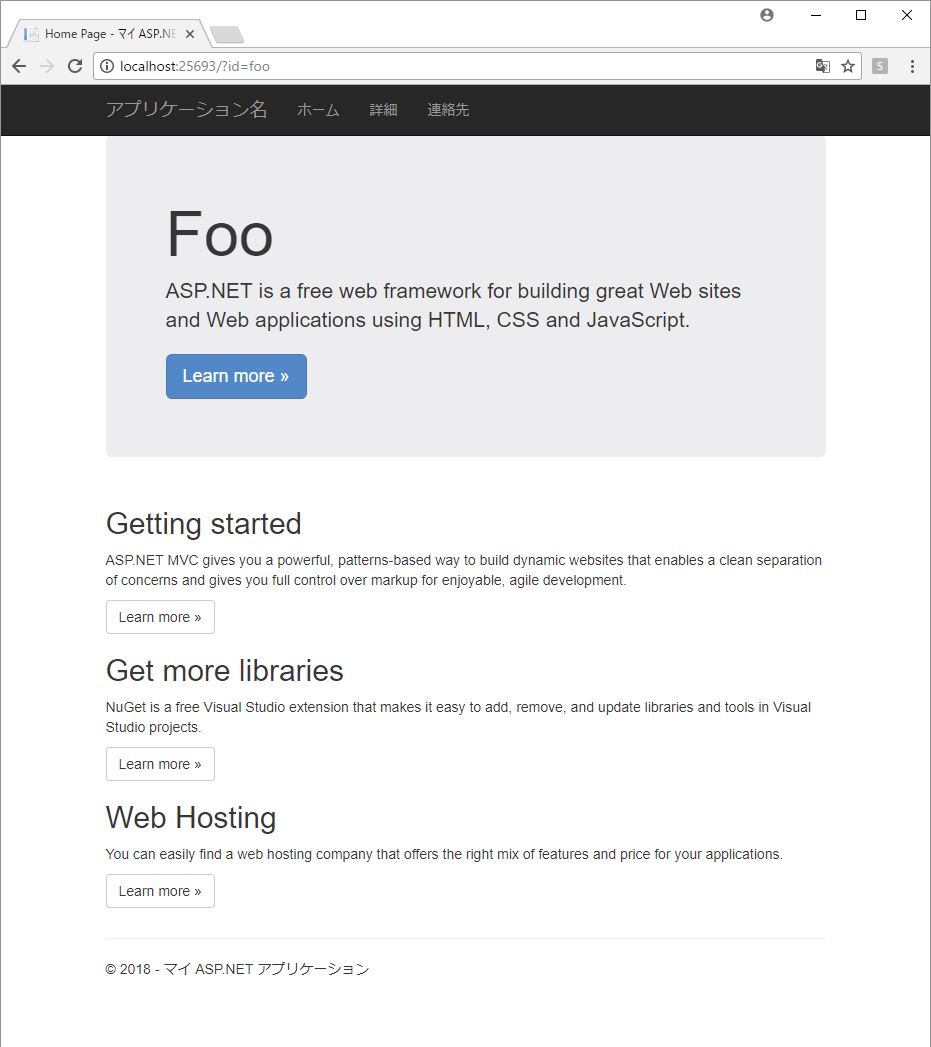 Home Page - マイ ASP.NE
localhost:25693/?id=foo
S
アプリケーション名 ホーム 詳細 連絡先
Foo
ASP.NET is a free web framework for building great Web sites
and Web applications using HTML, CSS and JavaScript.
Learn more »
Getting started
ASP.NET MVC gives you a powerful, patterns-based way to build dynamic websites that enables a clean separation
of concerns and gives you full control over markup for enjoyable, agile development.
Learn more »
Get more libraries
NuGet is a free Visual Studio extension that makes it easy to add, remove, and update libraries and tools in Visual
Studio projects.
Learn more »
Web Hosting
You can easily find a web hosting company that offers the right mix of features and price for your applications.
Learn more »
© 2018 - マイ ASP.NET アプリケーション